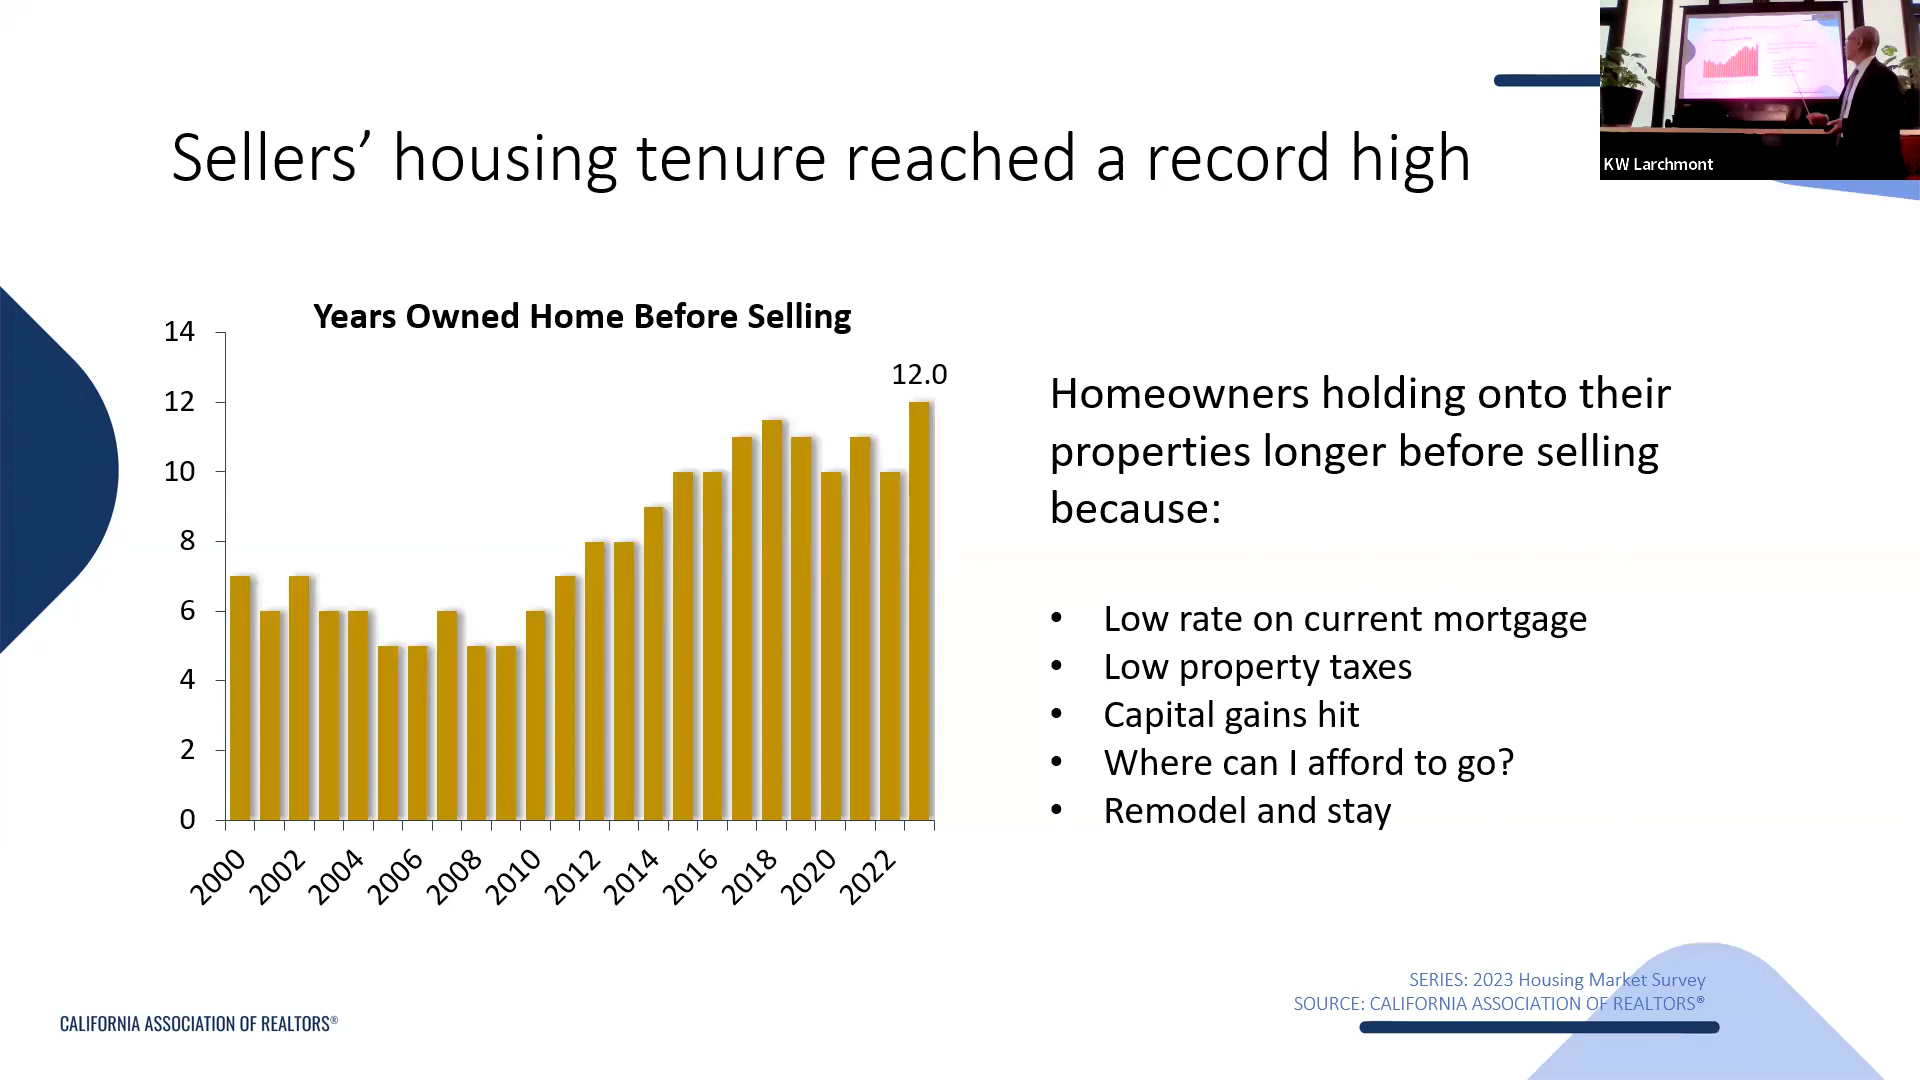 KW Larchmont
Sellers’ housing tenure reached a record high
Years Owned Home Before Selling
14
12
10
8
6
4
2
0
12.0
2000
2002
2004
2006
2008
2010
2012
2014
2016
2018
2020
2022
Homeowners holding onto their
properties longer before selling
because:
• Low rate on current mortgage
• Low property taxes
• Capital gains hit
• Where can I afford to go?
• Remodel and stay
SERIES: 2023 Housing Market Survey
SOURCE: CALIFORNIA ASSOCIATION OF REALTORS®
CALIFORNIA ASSOCIATION OF REALTORS®